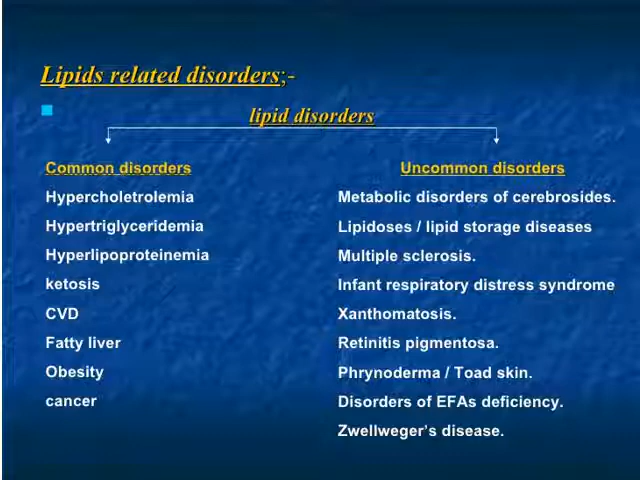 Lipids related disorders;-
lipid disorders
Common disorders
Hypercholetrolemia
Hypertriglyceridemia
Hyperlipoproteinemia
ketosis
CVD
Fatty liver
Obesity
cancer
Uncommon disorders
Metabolic disorders of cerebrosides.
Lipidoses / lipid storage diseases
Multiple sclerosis.
Infant respiratory distress syndrome
Xanthomatosis.
Retinitis pigmentosa.
Phrynoderma / Toad skin.
Disorders of EFAs deficiency.
Zwellweger's disease.